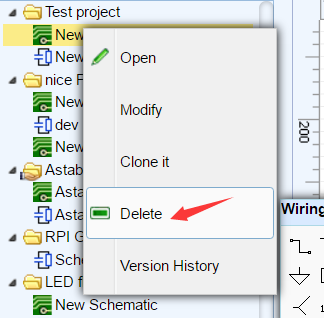 Test project
New
New
nice
New
dev
New
Astab
Asta
Asta
RPI G
Sch
LED f
New Schematic
Open
Modify
Clone it
Delete
Version History
200
Wiring